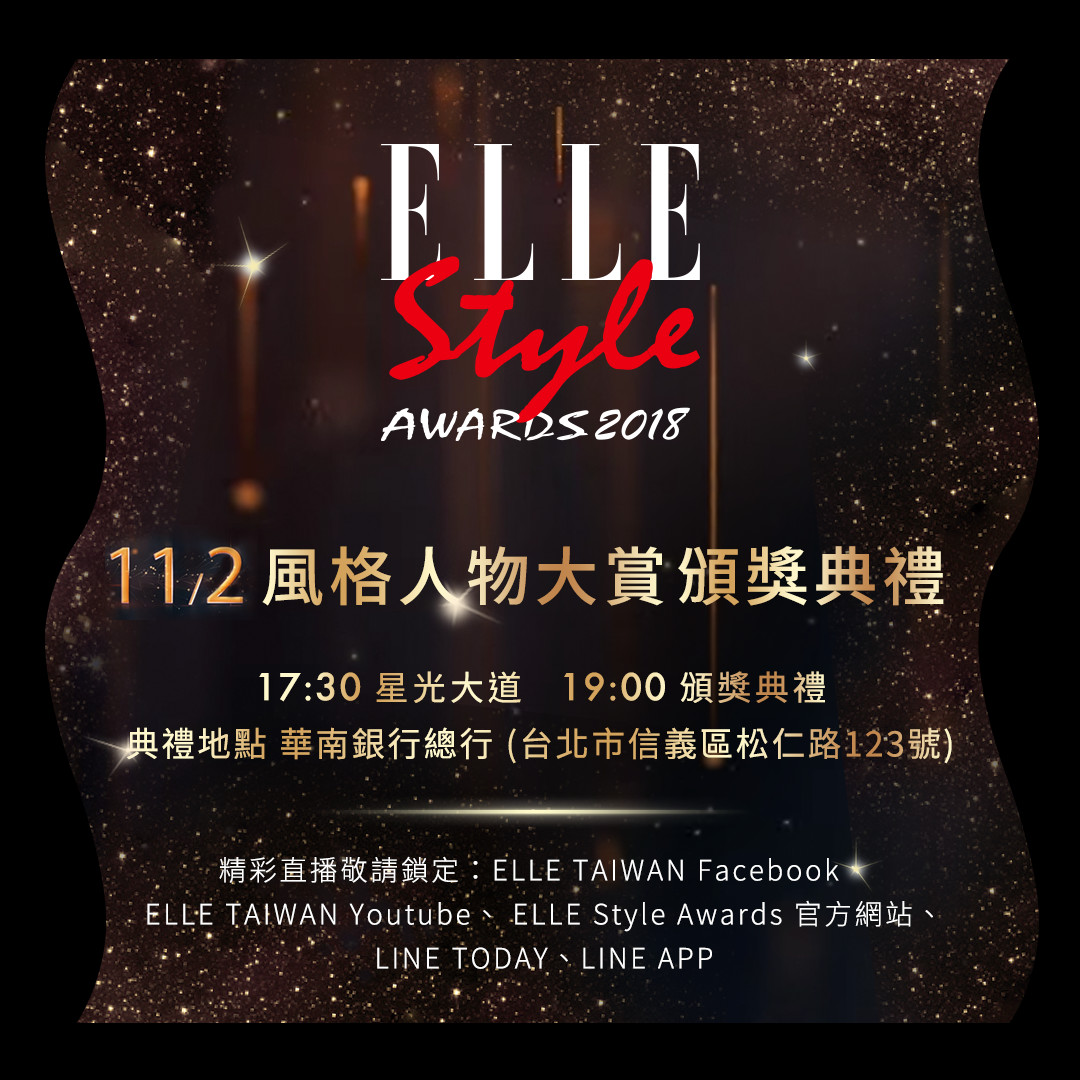 ELLE
Style
AWARDS 2018
11/2 風格人物大賞頒獎典禮
17:30 星光大道 19:00 頒獎典禮
典禮地點 華南銀行總行 (台北市信義區松仁路123號)
精彩直播敬請鎖定：ELLE TAIWAN Facebook
ELLE TAIWAN Youtube、 ELLE Style Awards 官方網站、
LINE TODAY、LINE APP